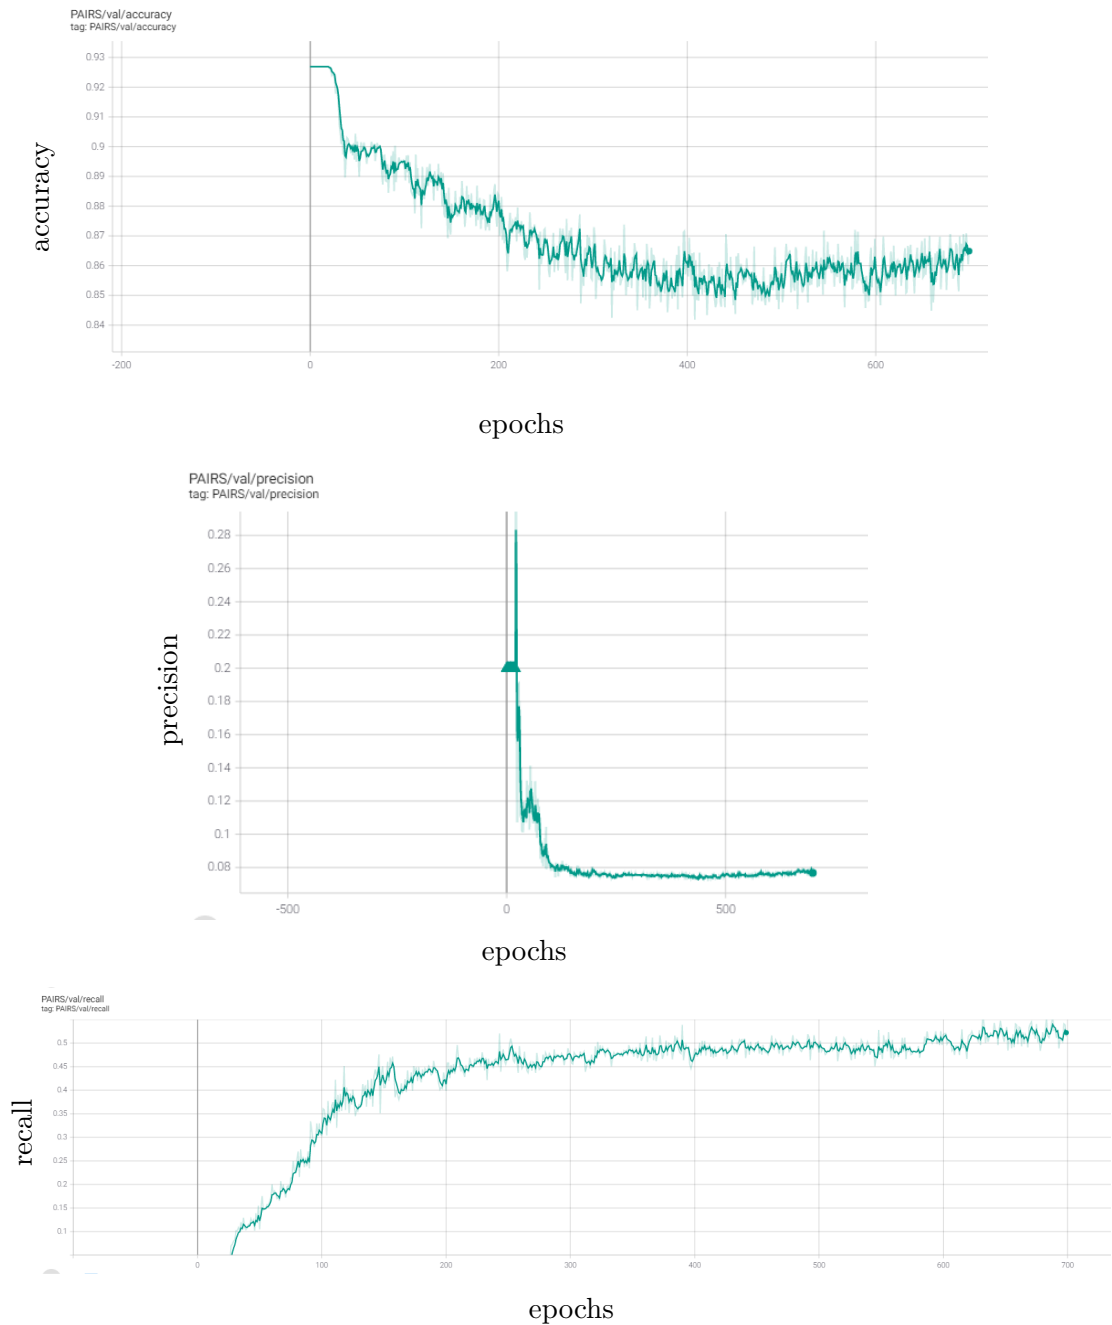 PAIRS/val/accuracy
tag: PAIRS/val/accuracy
0.93
0.92
0.91
0.9
0.89
0.88
0.87
0.86
0.85
0.84
accuracy
-200 0 200 400 600
epochs
PAIRS/val/precision
tag: PAIRS/val/precision
0.28
0.26
0.24
0.22
0.2
0.18
0.16
0.14
0.12
0.1
0.08
precision
-500 0 500
epochs
PAIRS/val/recall
tag: PAIRS/val/recall
0.5
0.45
0.4
0.35
0.3
0.25
0.2
0.15
0.1
recall
0 100 200 300 400 500 600 700
epochs